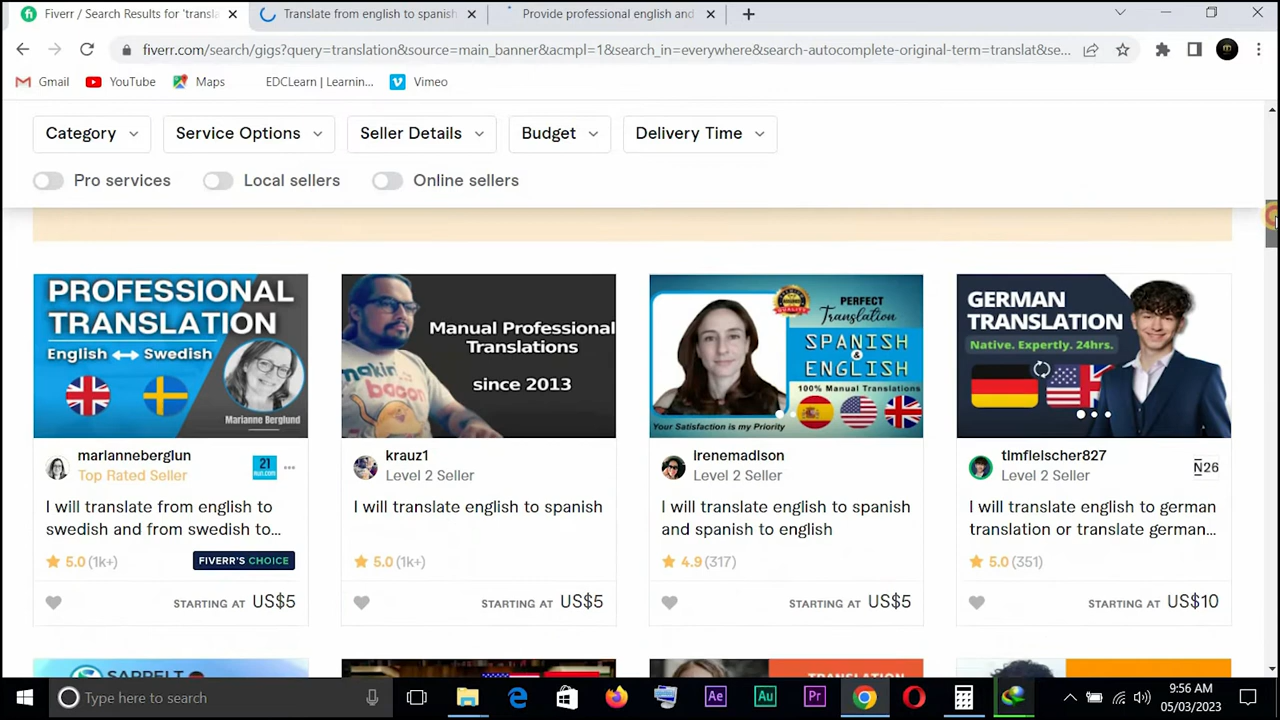 Fiverr / Search Results for 'transl
Translate from english to spanish
Provide professional english and
fiverr.com/search/gigs?query=translation&source=main_banner&acmpl=1&search_in=everywhere&search-autocomplete-original-term=translat&se...
Gmail
YouTube
Maps
EDCLearn | Learnin...
Vimeo
Category
Service Options
Seller Details
Budget
Delivery Time
Pro services
Local sellers
Online sellers
PROFESSIONAL
TRANSLATION
English
Swedish
Marianne Berglund
marianneberglun
Top Rated Seller
21
I will translate from english to
swedish and from swedish to...
5.0 (1k+)
FIVERR'S CHOICE
STARTING AT US$5
Manual Professional
Translations
since 2013
makin'
bacon
krauz1
Level 2 Seller
I will translate english to spanish
5.0 (1k+)
STARTING AT US$5
PERFECT
Translation
SPANISH
&
ENGLISH
100% Manual Translations
Your Satisfaction is my Priority
irenemadison
Level 2 Seller
I will translate english to spanish
and spanish to english
4.9 (317)
STARTING AT US$5
GERMAN
TRANSLATION
Native. Expertly. 24hrs.
timfleischer827
Level 2 Seller
N26
I will translate english to german
translation or translate german...
5.0 (351)
STARTING AT US$10
Type here to search
Ae
Au
Pr
9:56 AM
05/03/2023